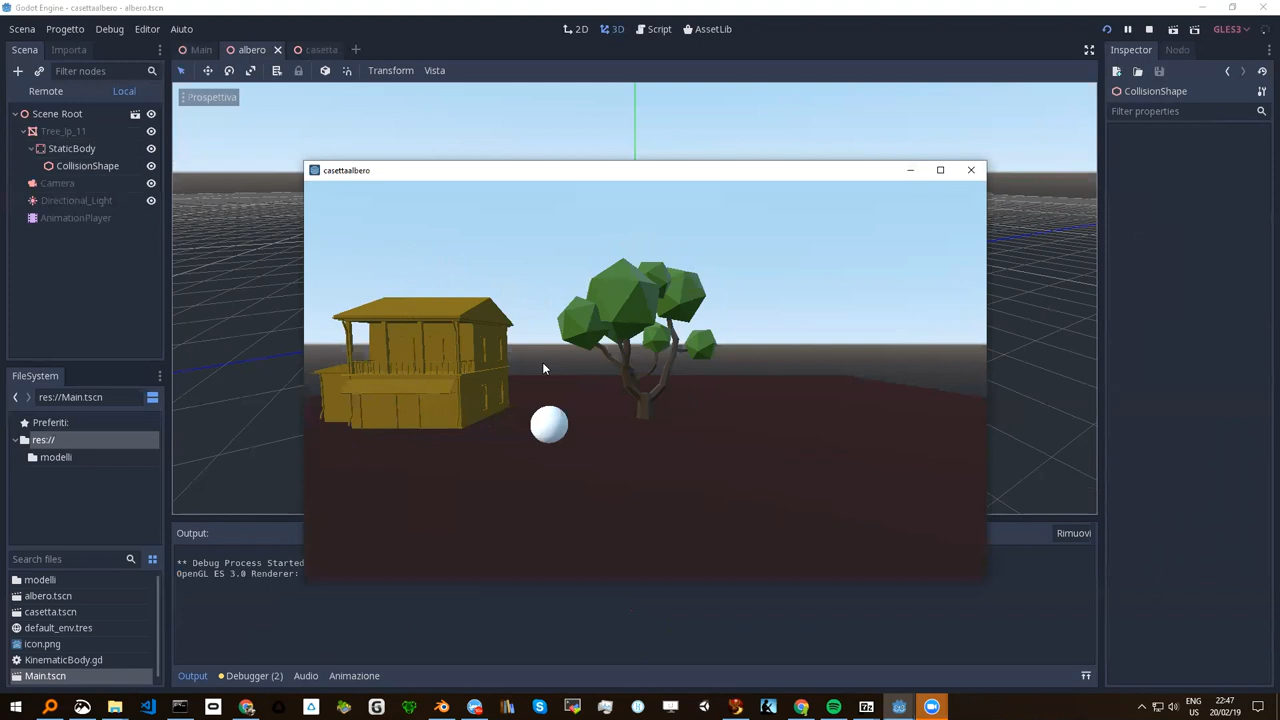 Godot Engine - casettaalbero - albero.tscn
Scena Progetto Debug Editor Aiuto
2D 3D Script AssetLib
GLES3
Scena Importa
Main albero casetta
Inspector Nodo
Filter nodes
Transform Vista
Remote Local
CollisionShape
Prospettiva
Filter properties
Scene Root
Tree_lp_11
StaticBody
CollisionShape
Camera
Directional_Light
AnimationPlayer
casettaalbero
FileSystem
res://Main.tscn
Preferiti:
res://
modelli
Search files
modelli
albero.tscn
casetta.tscn
default_env.tres
icon.png
KinematicBody.gd
Main.tscn
Output:
Rimuovi
** Debug Process Started
OpenGL ES 3.0 Renderer:
Output Debugger (2) Audio Animazione
ENG
US
22:47
20/02/19